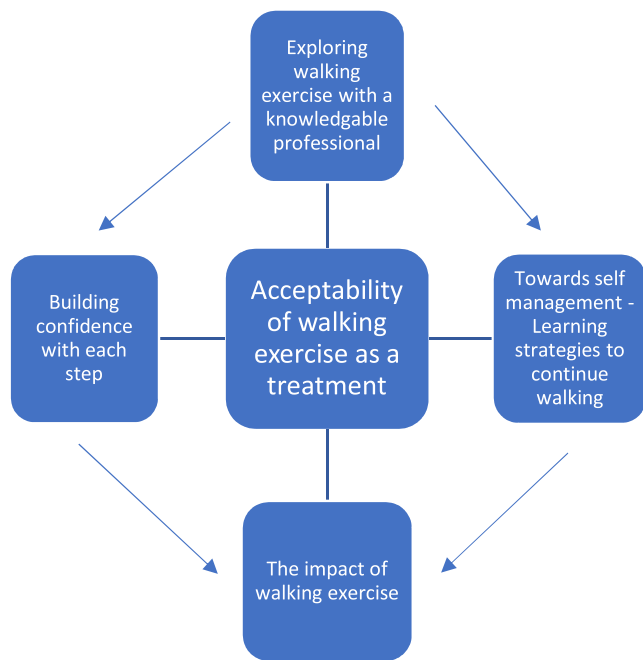 Exploring
walking
exercise with a
knowledgable
professional
Building
confidence
with each
step
Acceptability
of walking
exercise as a
treatment
Towards self
management -
Learning
strategies to
continue
walking
The impact of
walking exercise